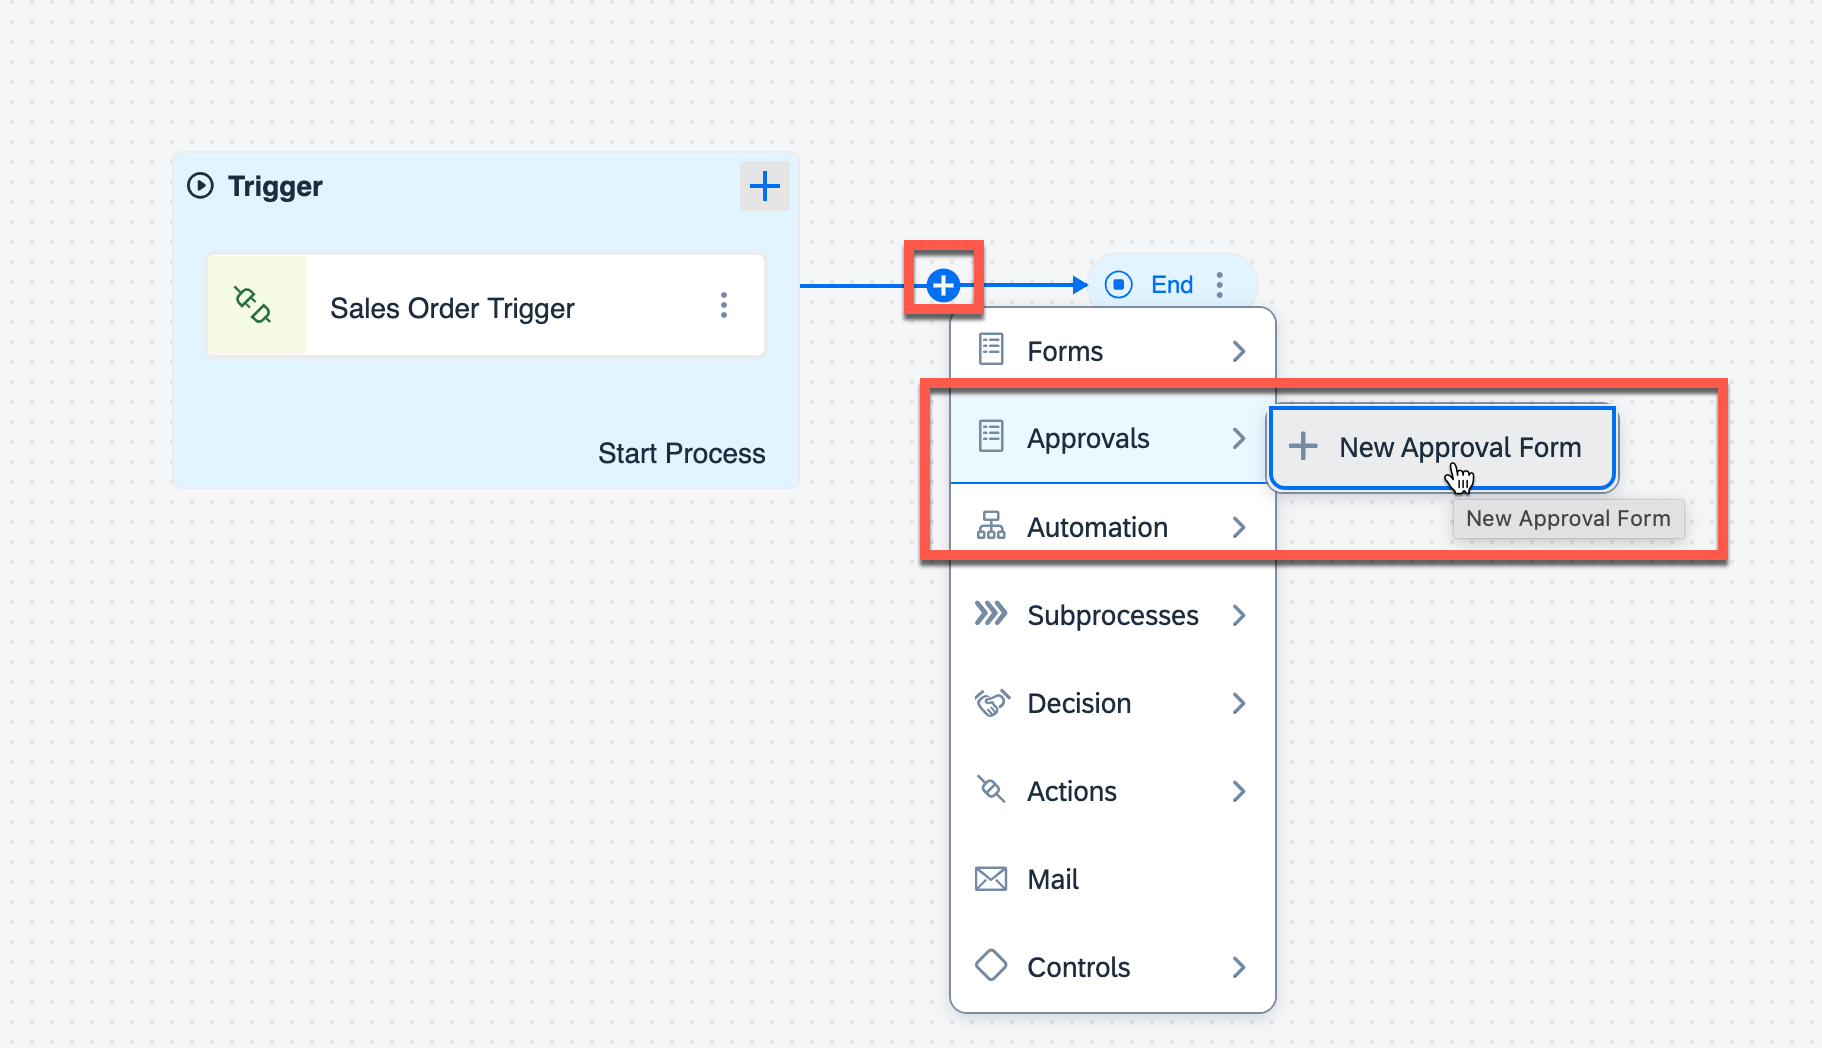 Trigger
Sales Order Trigger
Start Process
End
Forms
Approvals
New Approval Form
New Approval Form
Automation
Subprocesses
Decision
Actions
Mail
Controls